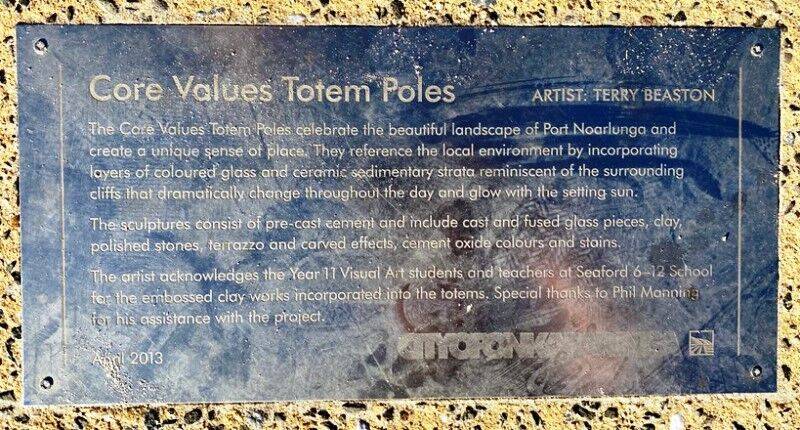 Core Values Totem Poles ARTIST: TERRY BEASTON
The Core Values Totem Poles celebrate the beautiful landscape of Port Noarlunga and
create a unique sense of place. They reference the local environment by incorporating
layers of coloured glass and ceramic sedimentary strata reminiscent of the surrounding
cliffs that dramatically change throughout the day and glow with the setting sun.
The sculptures consist of pre-cast cement and include cast and fused glass pieces, clay,
polished stones, terrazzo and carved effects, cement oxide colours and stains.
The artist acknowledges the Year 11 Visual Art students and teachers at Seaford 6–12 School
for the embossed clay works incorporated into the totems. Special thanks to Phil Manning
for his assistance with the project.
April 2013
CITY OF ONKAPARINGA